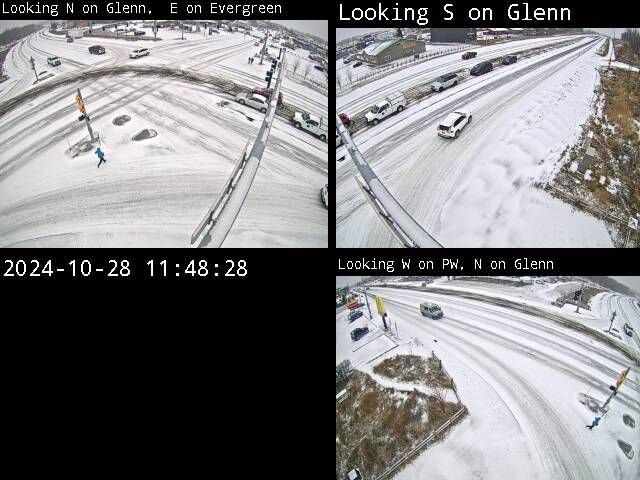 Looking N on Glenn,  E on Evergreen
Looking S on Glenn
2024-10-28 11:48:28
Looking W on PW, N on Glenn